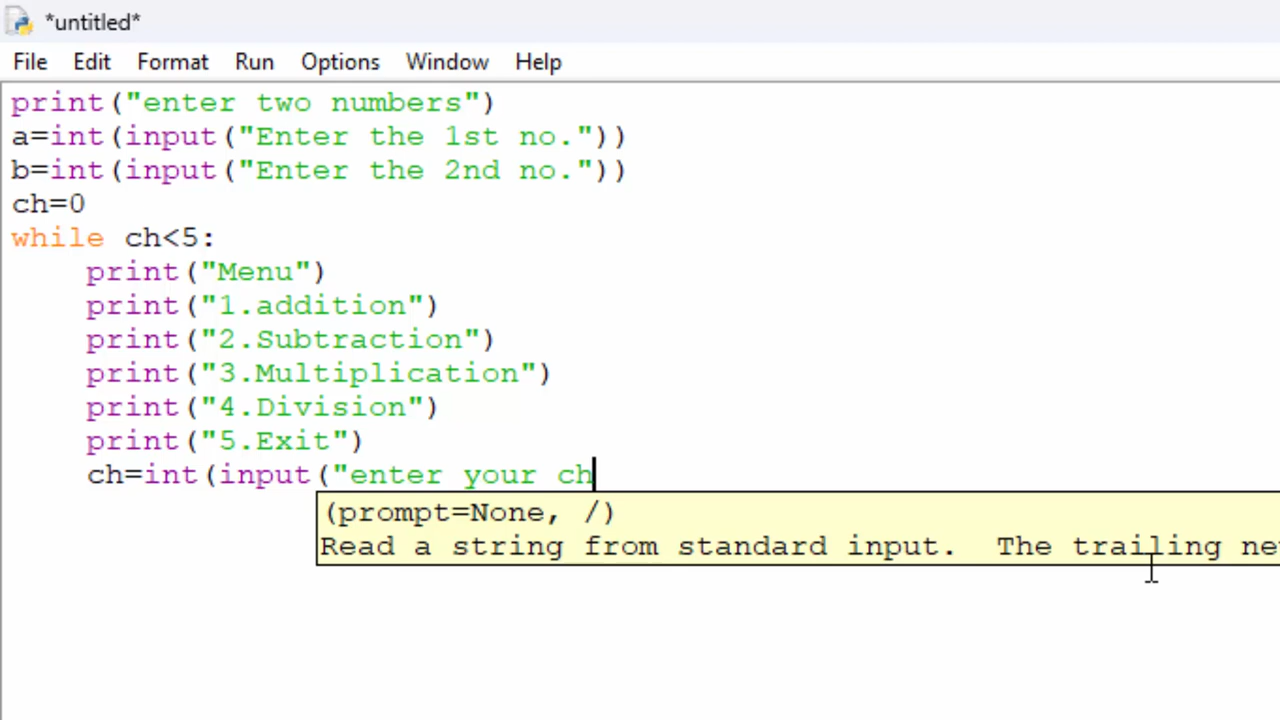 *untitled*
File Edit Format Run Options Window Help
print("enter two numbers")
a=int(input("Enter the 1st no."))
b=int(input("Enter the 2nd no."))
ch=0
while ch<5:
    print("Menu")
    print("1.addition")
    print("2.Subtraction")
    print("3.Multiplication")
    print("4.Division")
    print("5.Exit")
    ch=int(input("enter your ch
(prompt=None, /)
Read a string from standard input.  The trailing